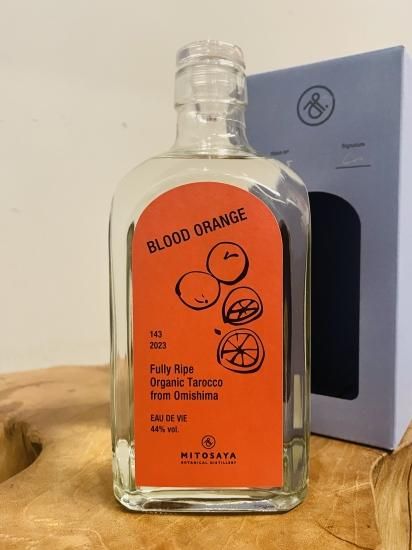 BLOOD ORANGE
143
2023
Fully Ripe
Organic Tarocco
from Omishima
EAU DE VIE
44% vol.
MITOSAYA
BOTANICAL DISTILLERY
Signature